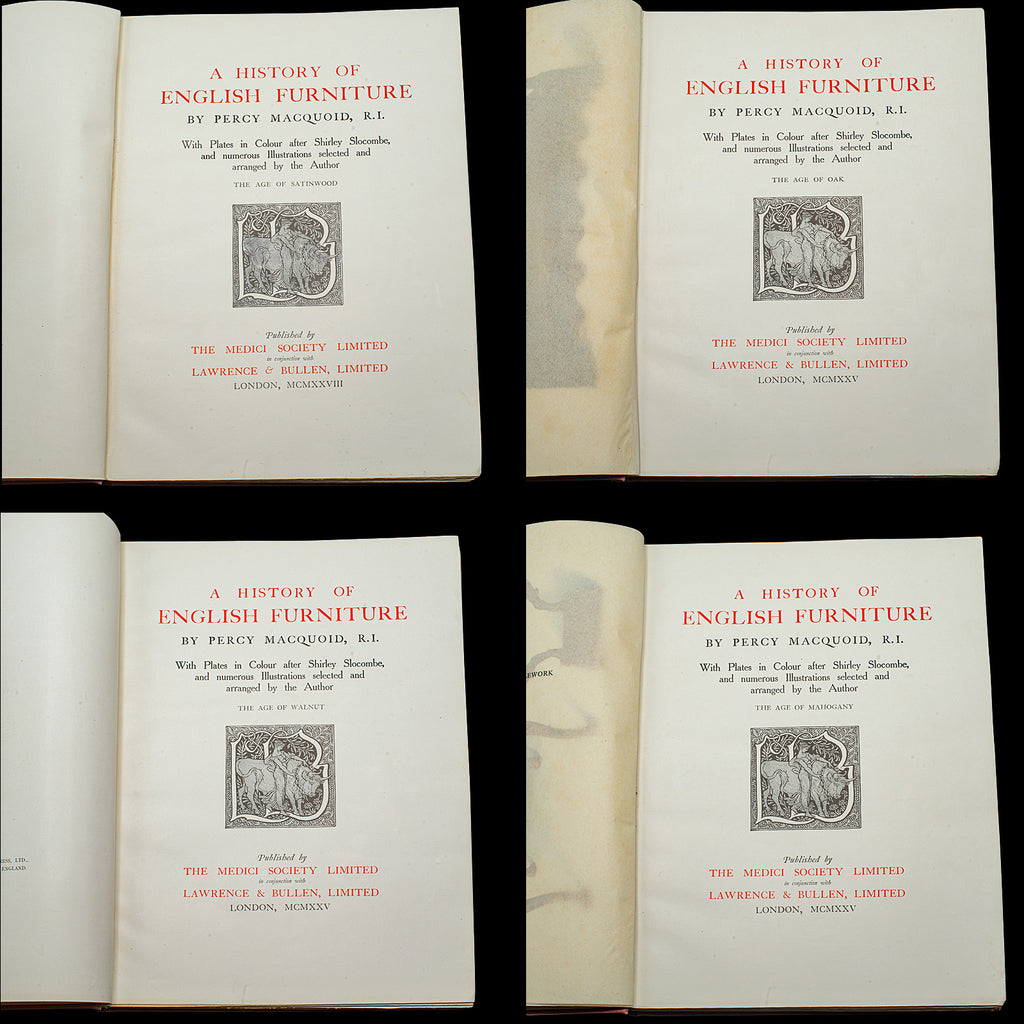 A HISTORY OF
ENGLISH FURNITURE
BY PERCY MACQUOID, R.I.
With Plates in Colour after Shirley Slocombe,
and numerous Illustrations selected and
arranged by the Author
THE AGE OF SATINWOOD
Published by
THE MEDICI SOCIETY LIMITED
in conjunction with
LAWRENCE & BULLEN, LIMITED
LONDON, MCMXXVIII
A HISTORY OF
ENGLISH FURNITURE
BY PERCY MACQUOID, R.I.
With Plates in Colour after Shirley Slocombe,
and numerous Illustrations selected and
arranged by the Author
THE AGE OF OAK
Published by
THE MEDICI SOCIETY LIMITED
in conjunction with
LAWRENCE & BULLEN, LIMITED
LONDON, MCMXXV
ESS, LTD.,
ENGLAND.
A HISTORY OF
ENGLISH FURNITURE
BY PERCY MACQUOID, R.I.
With Plates in Colour after Shirley Slocombe,
and numerous Illustrations selected and
arranged by the Author
THE AGE OF WALNUT
Published by
THE MEDICI SOCIETY LIMITED
in conjunction with
LAWRENCE & BULLEN, LIMITED
LONDON, MCMXXV
EWORK
A HISTORY OF
ENGLISH FURNITURE
BY PERCY MACQUOID, R.I.
With Plates in Colour after Shirley Slocombe,
and numerous Illustrations selected and
arranged by the Author
THE AGE OF MAHOGANY
Published by
THE MEDICI SOCIETY LIMITED
in conjunction with
LAWRENCE & BULLEN, LIMITED
LONDON, MCMXXV